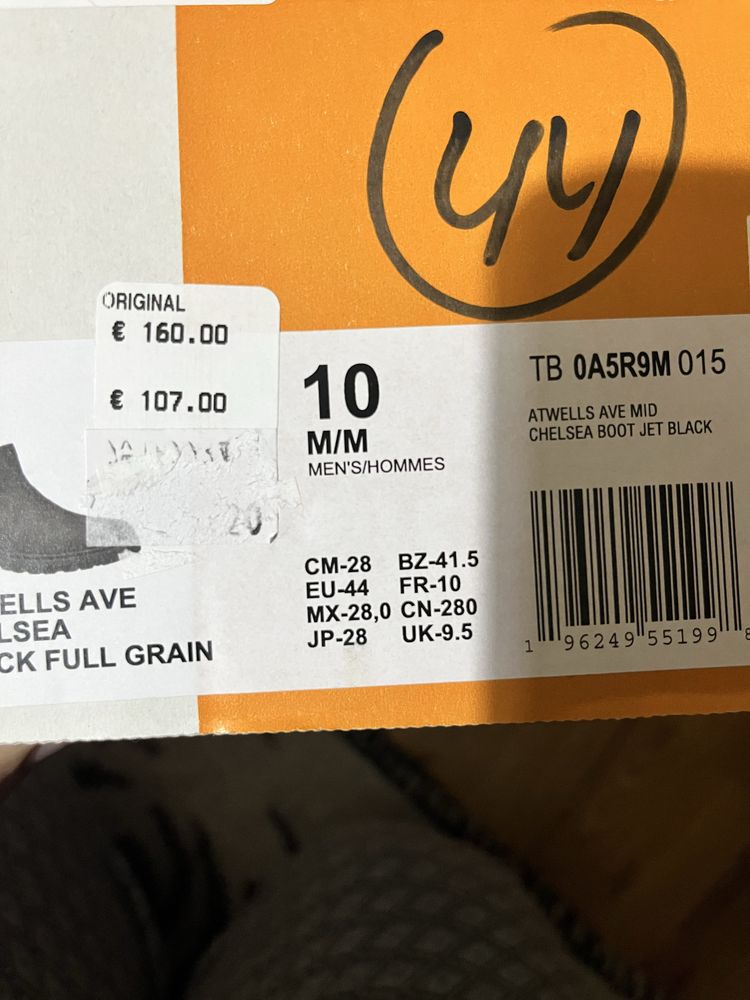 44
ORIGINAL
€ 160.00
€ 107.00
20
10
M/M
MEN'S/HOMMES
CM-28 BZ-41.5
EU-44 FR-10
MX-28,0 CN-280
JP-28 UK-9.5
TB 0A5R9M 015
ATWELLS AVE MID
CHELSEA BOOT JET BLACK
1 96249 55199 8
ELLS AVE
LSEA
CK FULL GRAIN